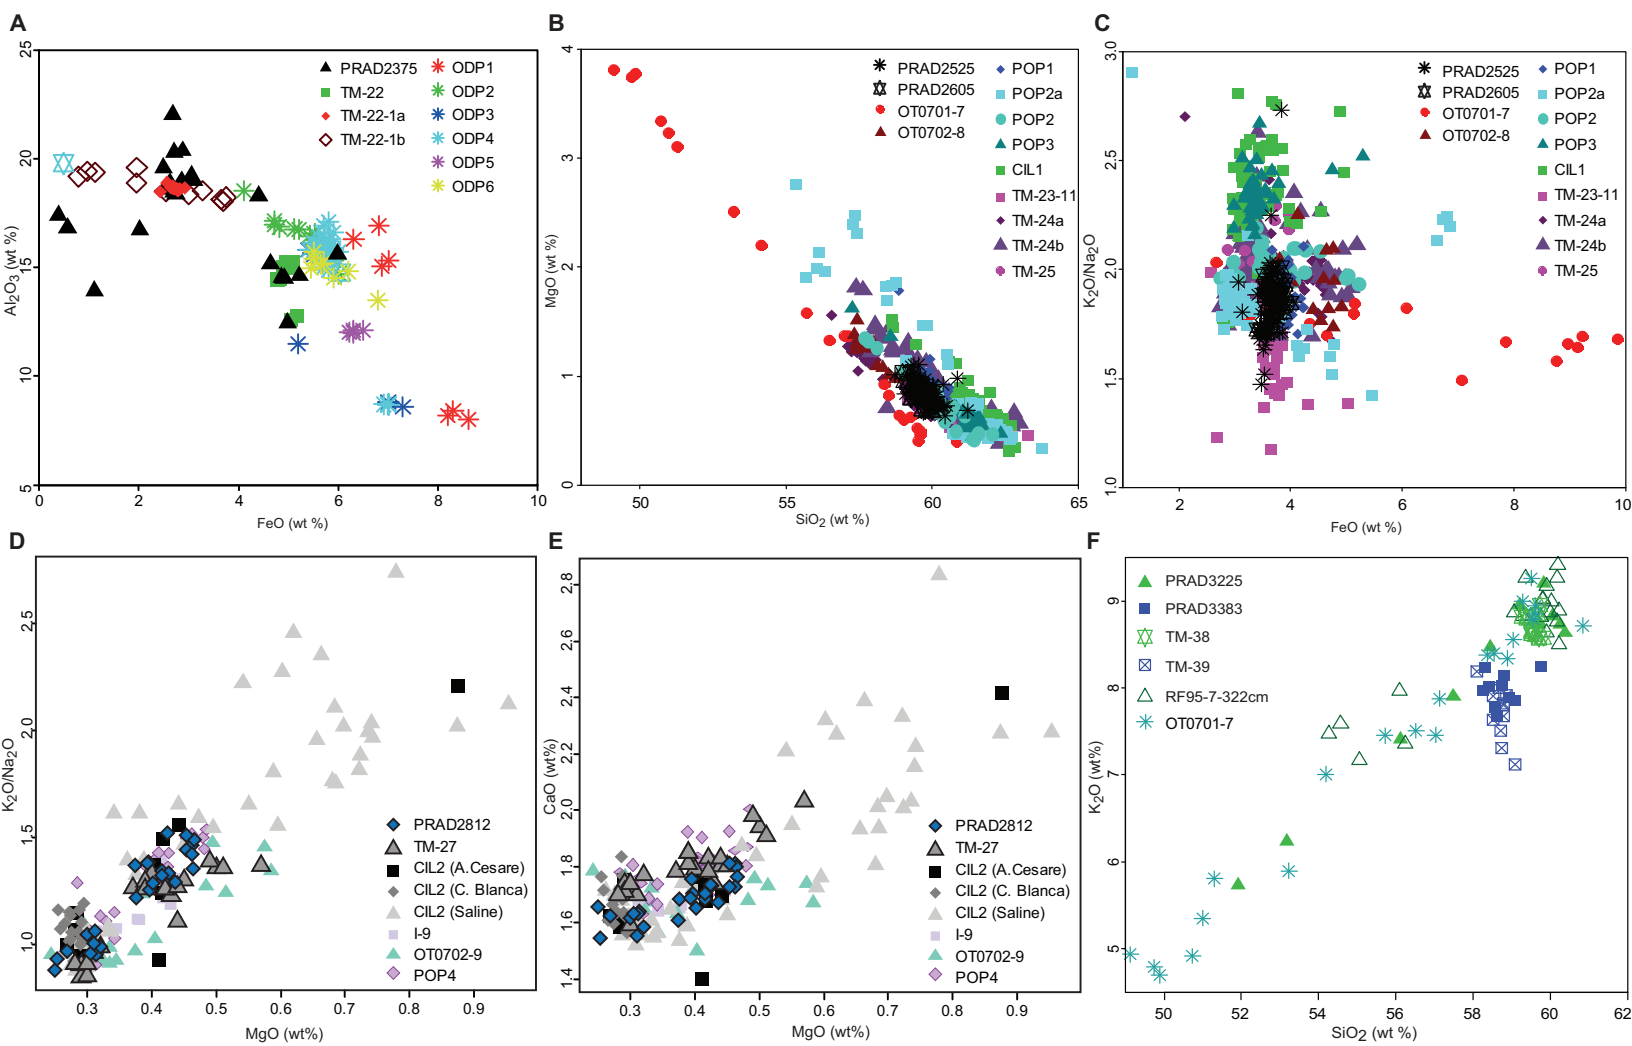 A
25
20
15
10
5
0
2
4
6
8
10
Al2O3 (wt %)
FeO (wt %)
PRAD2375
TM-22
TM-22-1a
TM-22-1b
ODP1
ODP2
ODP3
ODP4
ODP5
ODP6
B
4
3
2
1
0
50
55
60
65
MgO (wt %)
SiO2 (wt %)
PRAD2525
PRAD2605
OT0701-7
OT0702-8
POP1
POP2a
POP2
POP3
CIL1
TM-23-11
TM-24a
TM-24b
TM-25
C
3.0
2.5
2.0
1.5
1.0
2
4
6
8
10
K2O/Na2O
FeO (wt %)
PRAD2525
PRAD2605
OT0701-7
OT0702-8
POP1
POP2a
POP2
POP3
CIL1
TM-23-11
TM-24a
TM-24b
TM-25
D
2.5
2.0
1.5
1.0
0.3
0.4
0.5
0.6
0.7
0.8
0.9
K2O/Na2O
MgO (wt%)
PRAD2812
TM-27
CIL2 (A.Cesare)
CIL2 (C. Blanca)
CIL2 (Saline)
I-9
OT0702-9
POP4
E
2.8
2.6
2.4
2.2
2.0
1.8
1.6
1.4
0.3
0.4
0.5
0.6
0.7
0.8
0.9
CaO (wt%)
MgO (wt%)
PRAD2812
TM-27
CIL2 (A.Cesare)
CIL2 (C. Blanca)
CIL2 (Saline)
I-9
OT0702-9
POP4
F
9
8
7
6
5
50
52
54
56
58
60
62
K2O (wt%)
SiO2 (wt %)
PRAD3225
PRAD3383
TM-38
TM-39
RF95-7-322cm
OT0701-7